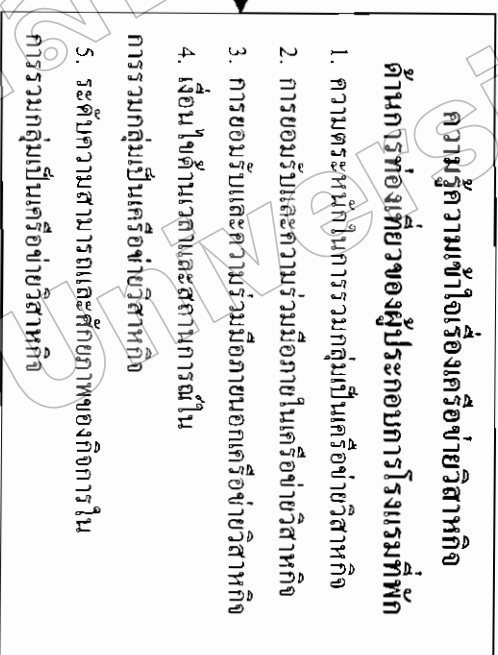 ความรู้ความเข้าใจเรื่องเครือข่ายวิสาหกิจ
ด้านการท่องเที่ยวของผู้ประกอบการโรงแรมที่พัก
1. ความตระหนักในการรวมกลุ่มเป็นเครือข่ายวิสาหกิจ
2. การยอมรับและความร่วมมือภายในเครือข่ายวิสาหกิจ
3. การยอมรับและความร่วมมือภายนอกเครือข่ายวิสาหกิจ
4. เงื่อนไขด้านเวลาและสถานการณ์ใน
การรวมกลุ่มเป็นเครือข่ายวิสาหกิจ
5. ระดับความสามารถและศักยภาพของกิจการใน
การรวมกลุ่มเป็นเครือข่ายวิสาหกิจ
Universi